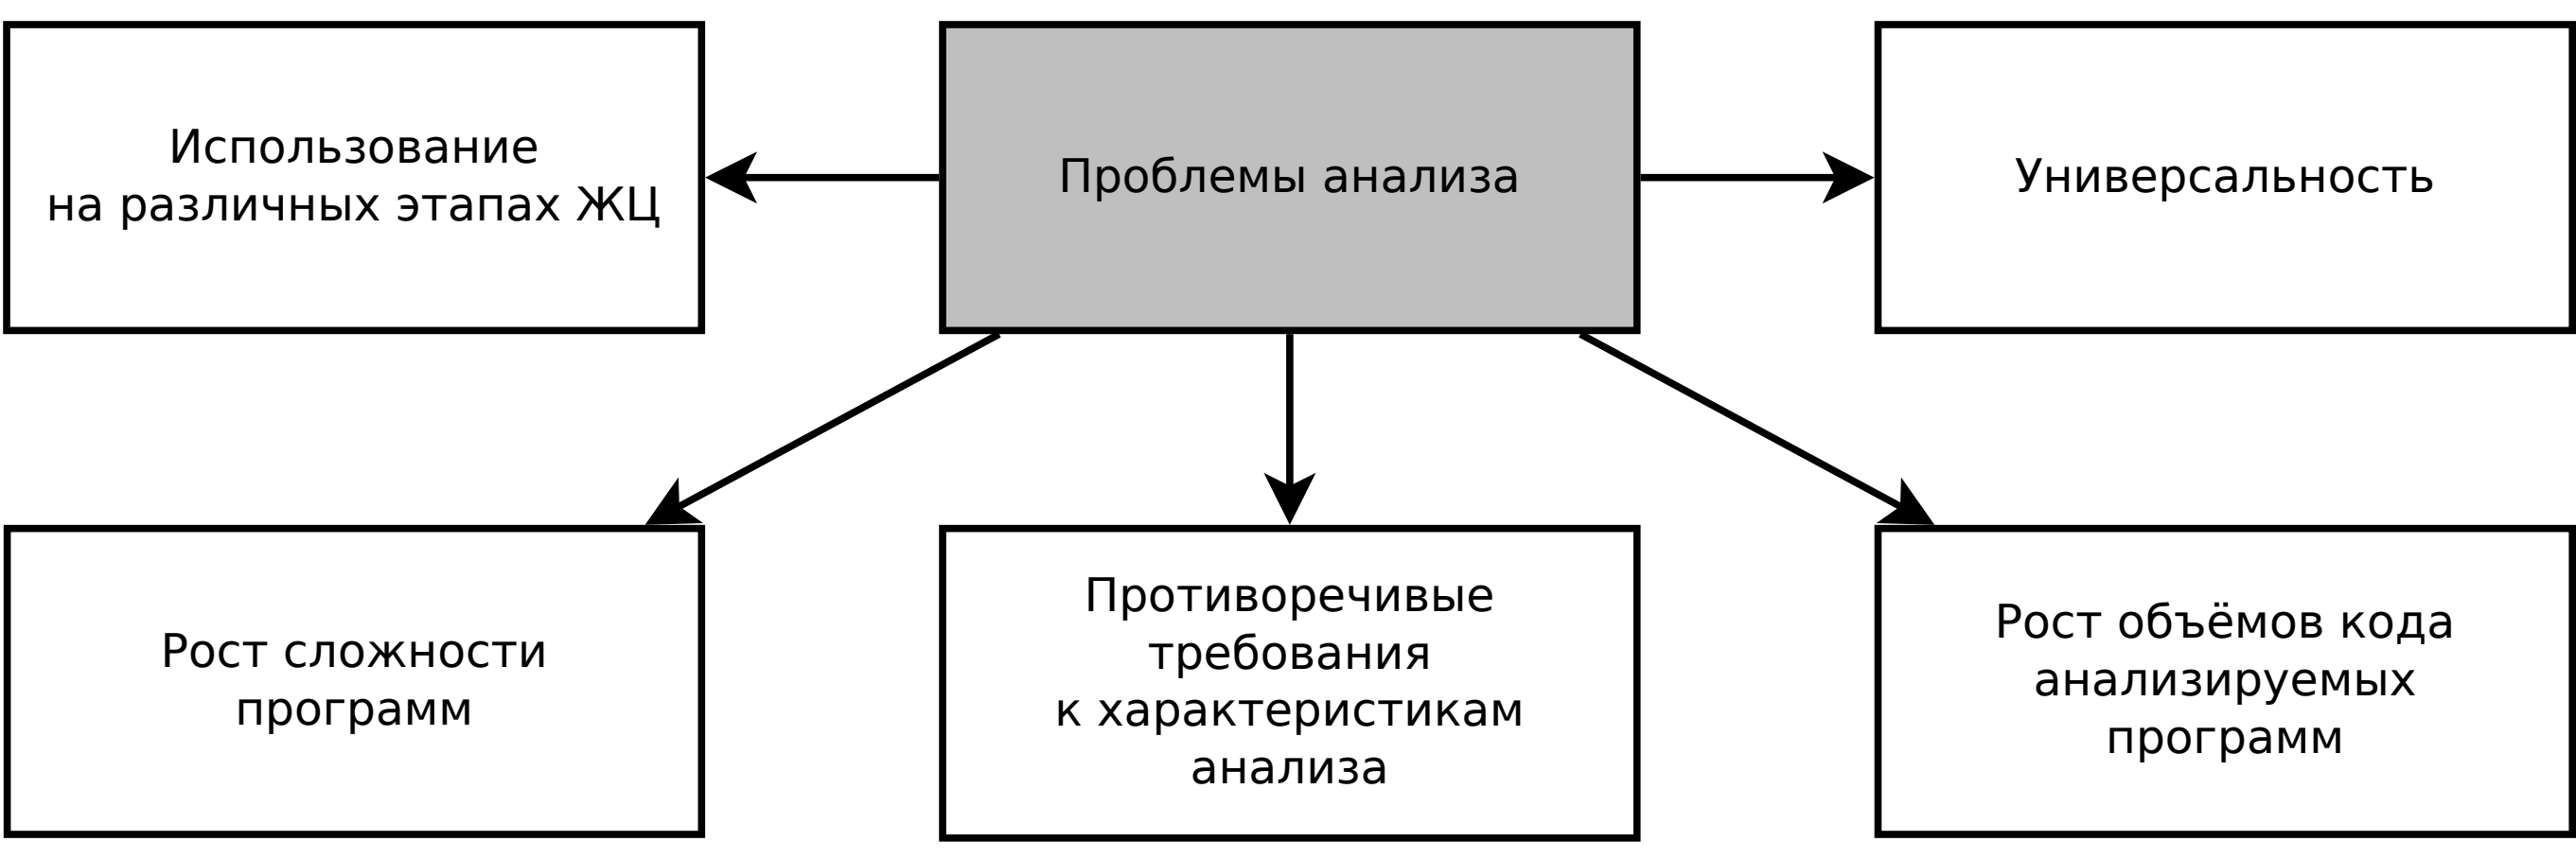 Использование
на различных этапах ЖЦ
Проблемы анализа
Универсальность
Рост сложности
программ
Противоречивые
требования
к характеристикам
анализа
Рост объёмов кода
анализируемых
программ